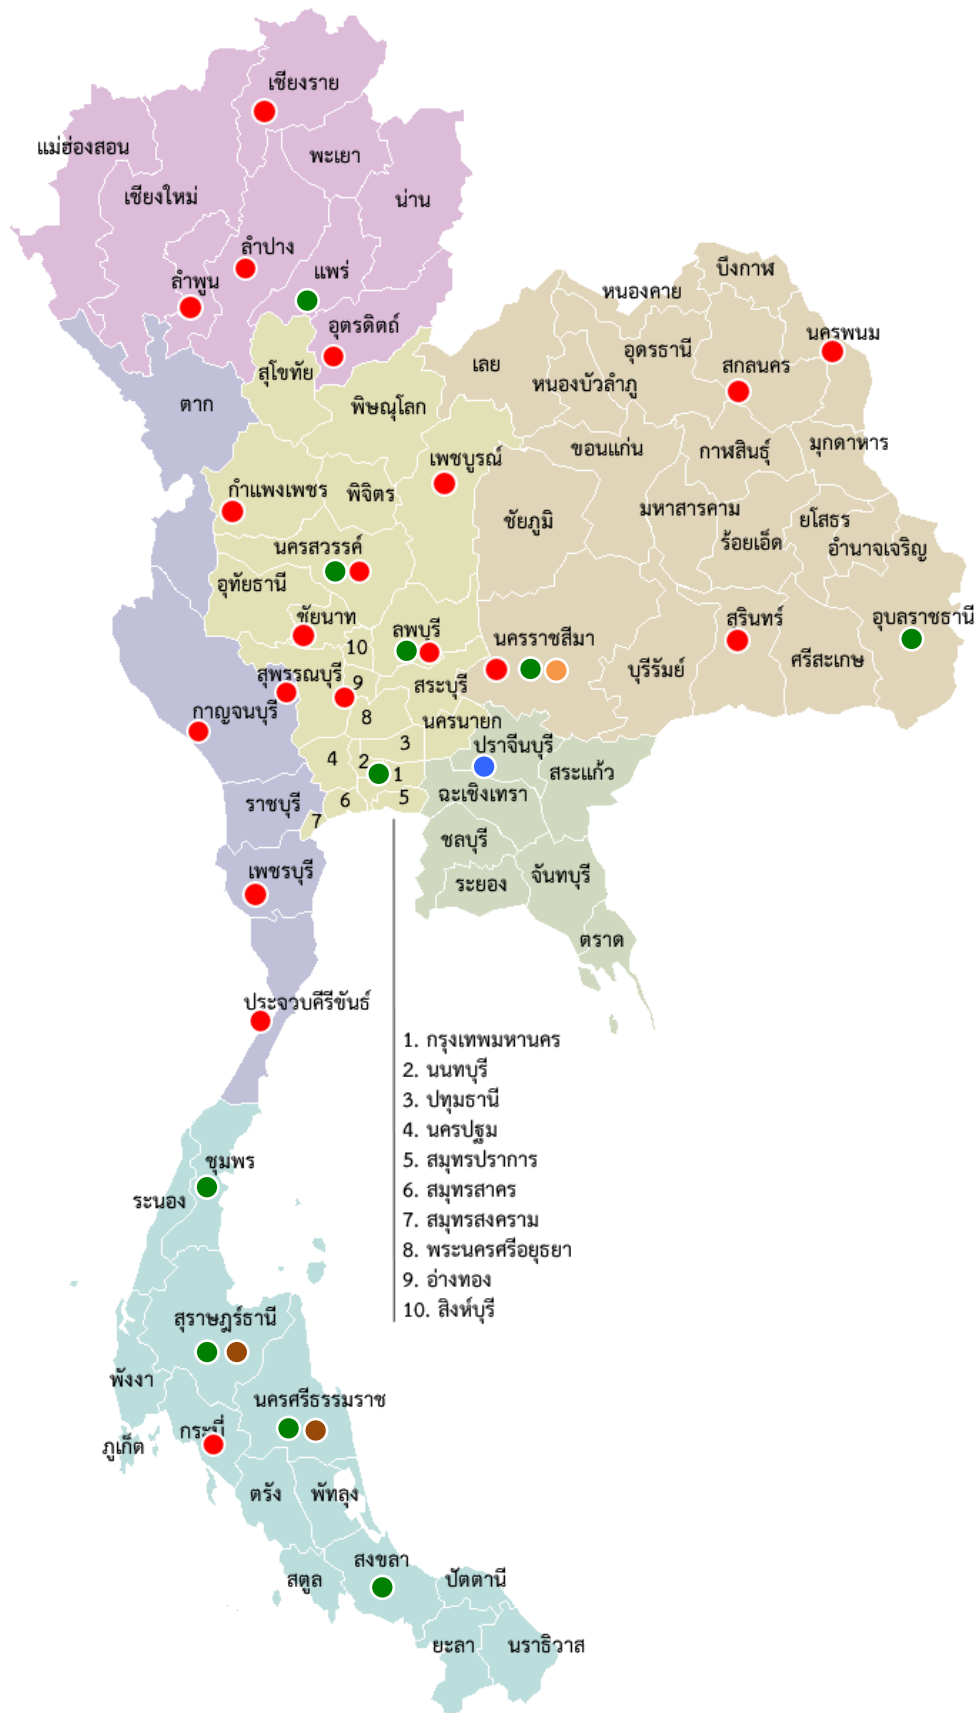 เชียงราย
แม่ฮ่องสอน
พะเยา
เชียงใหม่
น่าน
ลำปาง
แพร่
ลำพูน
อุตรดิตถ์
บึงกาฬ
หนองคาย
นครพนม
อุดรธานี
เลย
สกลนคร
หนองบัวลำภู
สุโขทัย
ตาก
พิษณุโลก
ขอนแก่น
กาฬสินธุ์
มุกดาหาร
เพชบูรณ์
กำแพงเพชร
พิจิตร
มหาสารคาม
ชัยภูมิ
ยโสธร
ร้อยเอ็ด
อำนาจเจริญ
นครสวรรค์
อุทัยธานี
ชัยนาท
ลพบุรี
นครราชสีมา
สุรินทร์
อุบลราชธานี
10
บุรีรัมย์
ศรีสะเกษ
สุพรรณบุรี
9
สระบุรี
กาญจนบุรี
8
นครนายก
3
ปราจีนบุรี
4
2
1
สระแก้ว
ราชบุรี
6
5
ฉะเชิงเทรา
7
ชลบุรี
เพชรบุรี
ระยอง
จันทบุรี
ตราด
ประจวบคีรีขันธ์
1. กรุงเทพมหานคร
2. นนทบุรี
3. ปทุมธานี
4. นครปฐม
5. สมุทรปราการ
6. สมุทรสาคร
7. สมุทรสงคราม
8. พระนครศรีอยุธยา
9. อ่างทอง
10. สิงห์บุรี
ชุมพร
ระนอง
สุราษฎร์ธานี
พังงา
นครศรีธรรมราช
กระบี่
ภูเก็ต
ตรัง
พัทลุง
สงขลา
สตูล
ปัตตานี
ยะลา
นราธิวาส